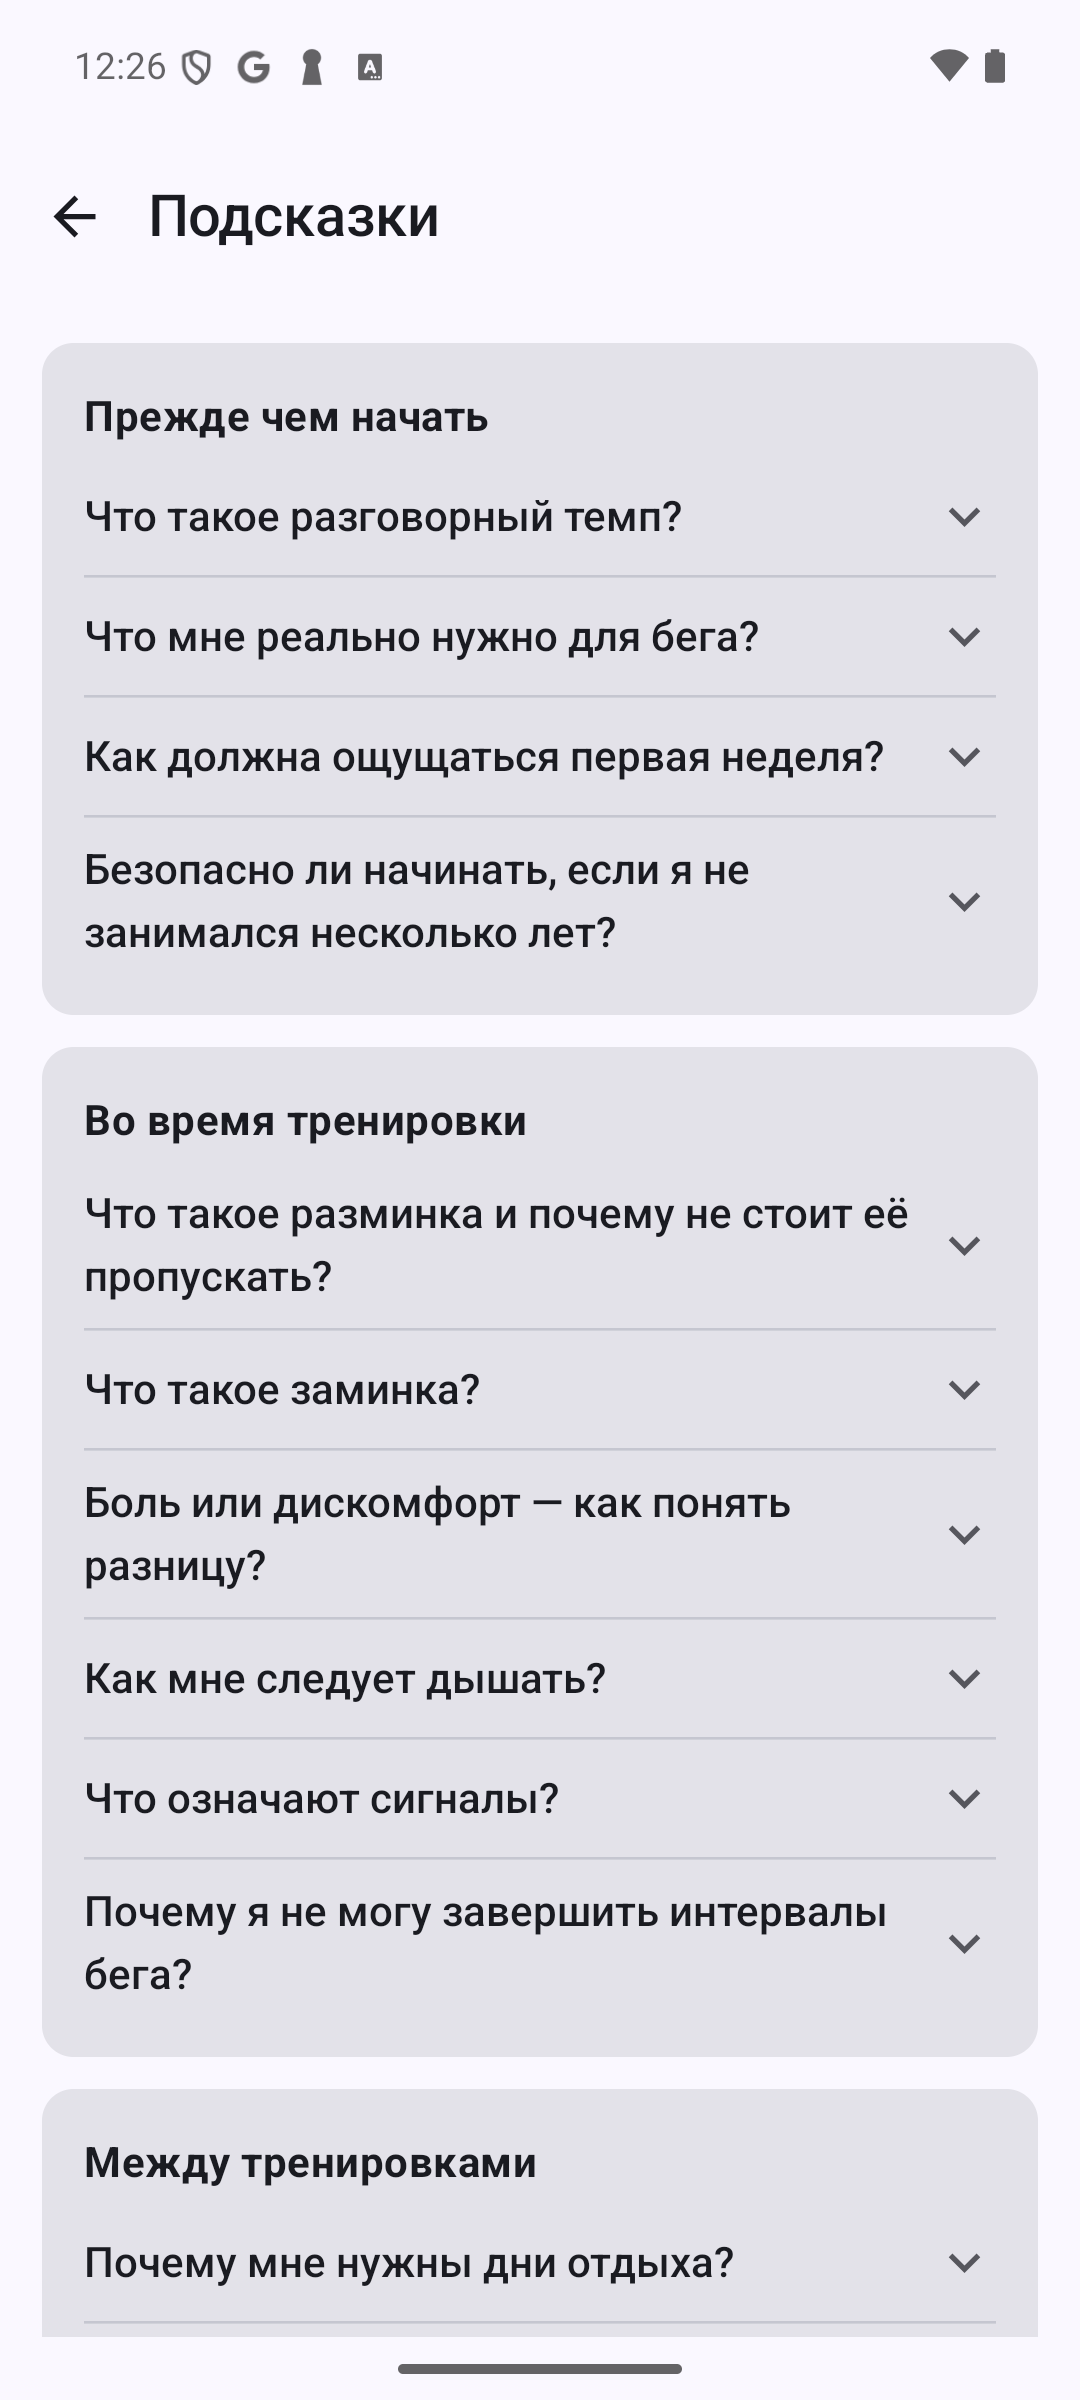 12:26
Подсказки
Прежде чем начать
Что такое разговорный темп?
Что мне реально нужно для бега?
Как должна ощущаться первая неделя?
Безопасно ли начинать, если я не
занимался несколько лет?
Во время тренировки
Что такое разминка и почему не стоит её
пропускать?
Что такое заминка?
Боль или дискомфорт — как понять
разницу?
Как мне следует дышать?
Что означают сигналы?
Почему я не могу завершить интервалы
бега?
Между тренировками
Почему мне нужны дни отдыха?